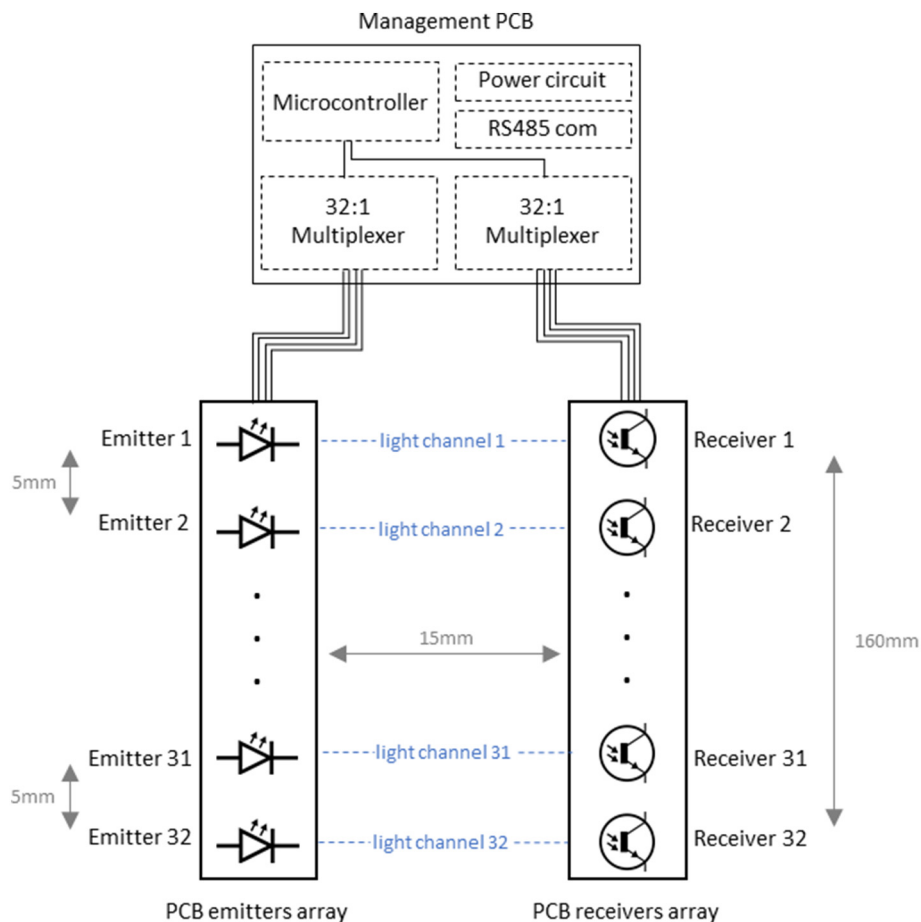 Management PCB
Microcontroller
Power circuit
RS485 com
32:1
Multiplexer
32:1
Multiplexer
Emitter 1
light channel 1
Receiver 1
5mm
Emitter 2
light channel 2
Receiver 2
15mm
160mm
Emitter 31
light channel 31
Receiver 31
5mm
Emitter 32
light channel 32
Receiver 32
PCB emitters array
PCB receivers array